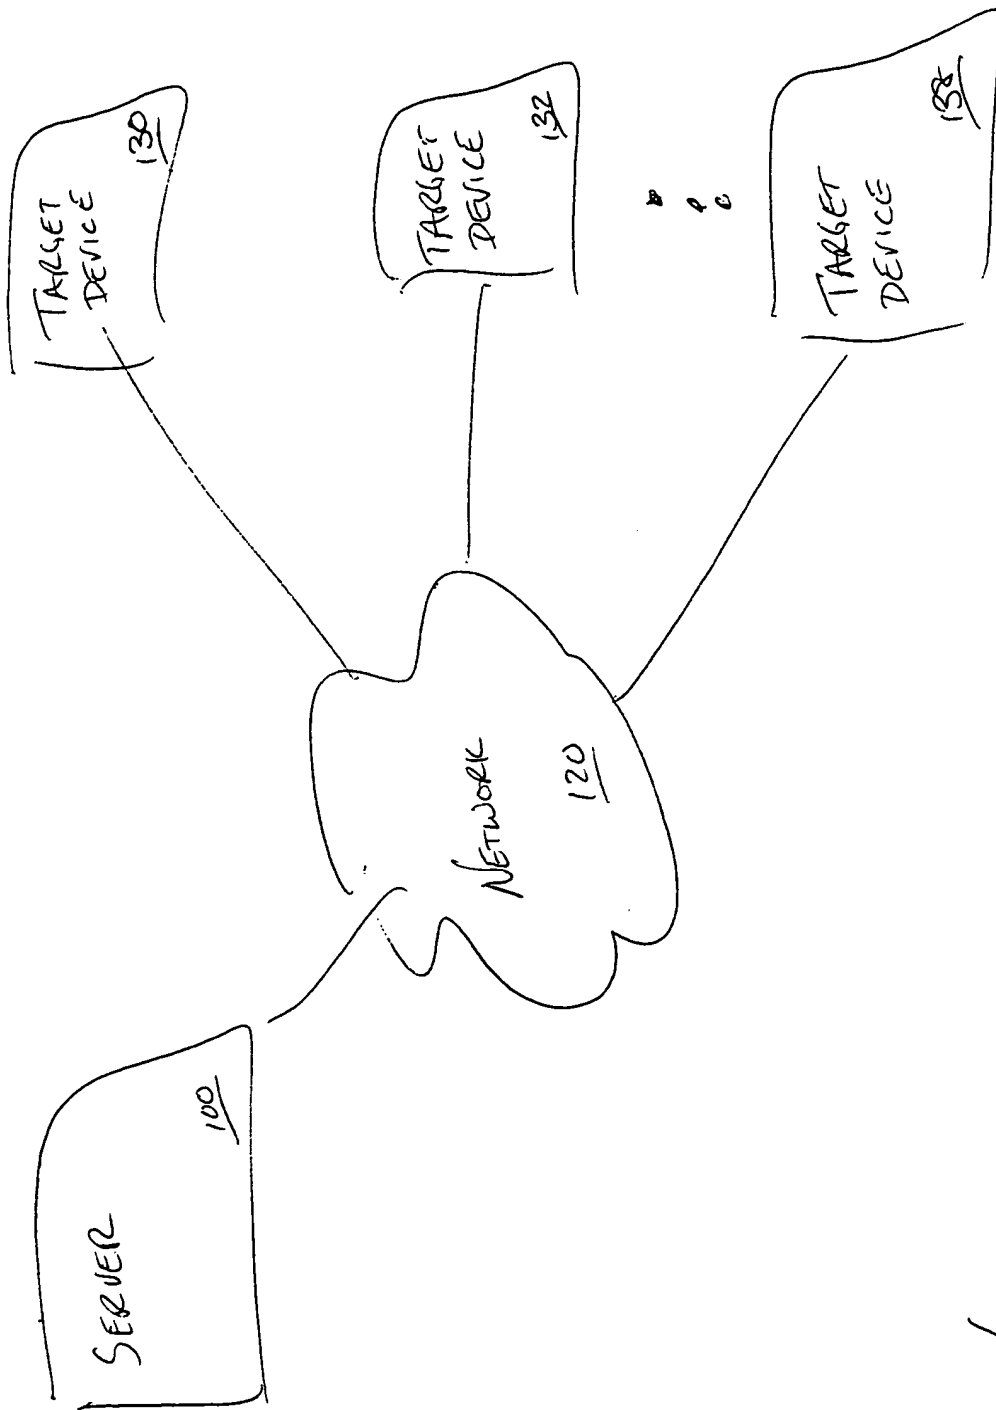 SERVER
100
NETWORK
120
TARGET
DEVICE
130
TARGET
DEVICE
132
TARGET
DEVICE
138